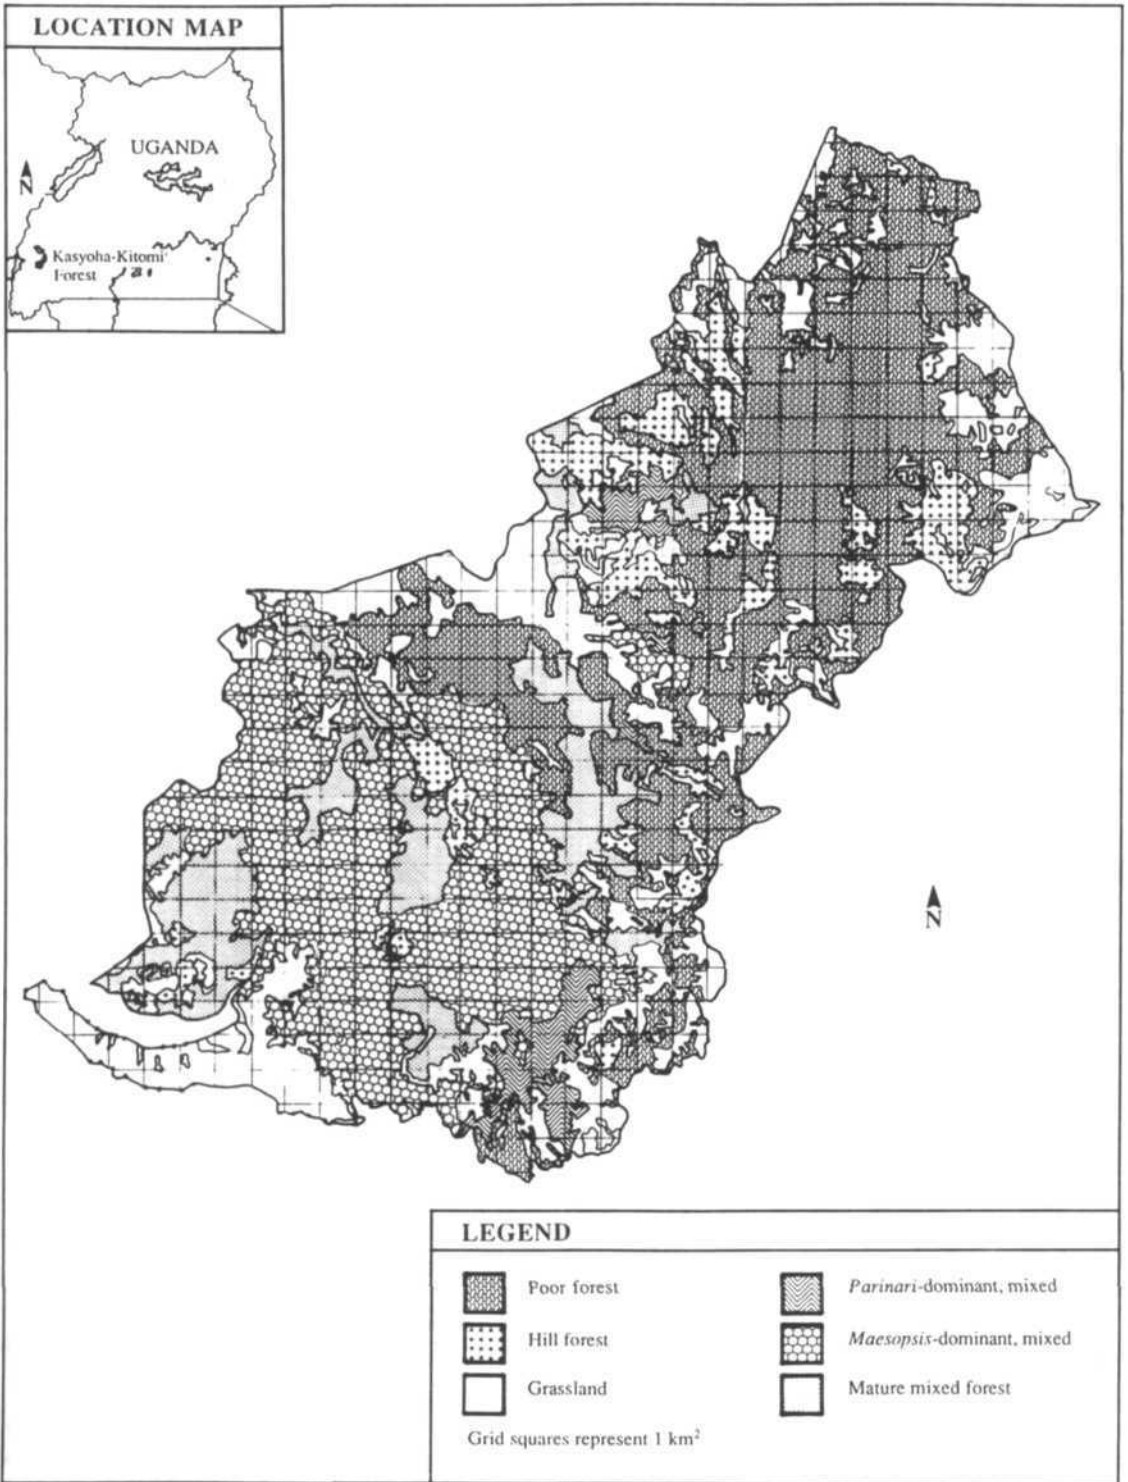 LOCATION MAP
UGANDA
N
Kasyoha-Kitomi
Forest
N
LEGEND
Poor forest
Hill forest
Grassland
Parinari-dominant, mixed
Maesopsis-dominant, mixed
Mature mixed forest
Grid squares represent 1 km²